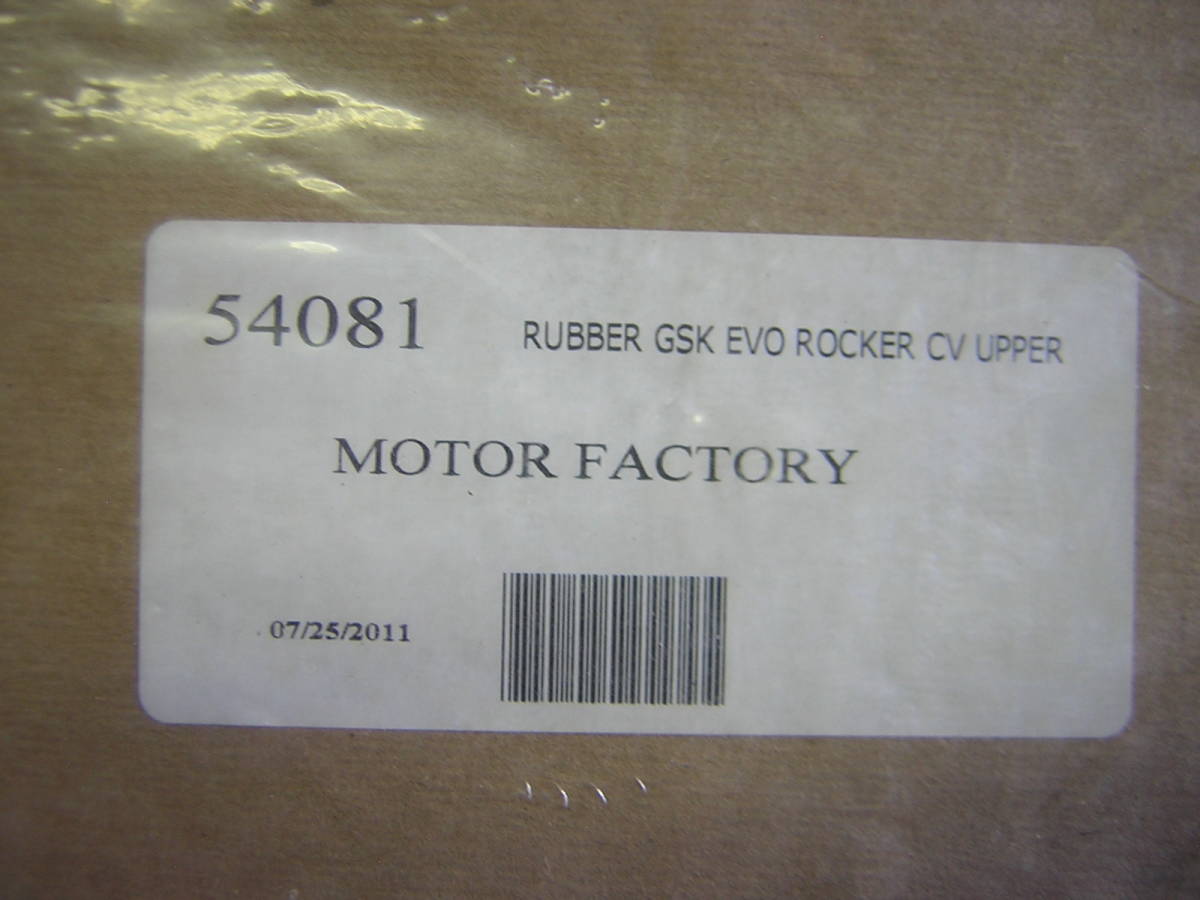 54081 RUBBER GSK EVO ROCKER CV UPPER
MOTOR FACTORY
07/25/2011